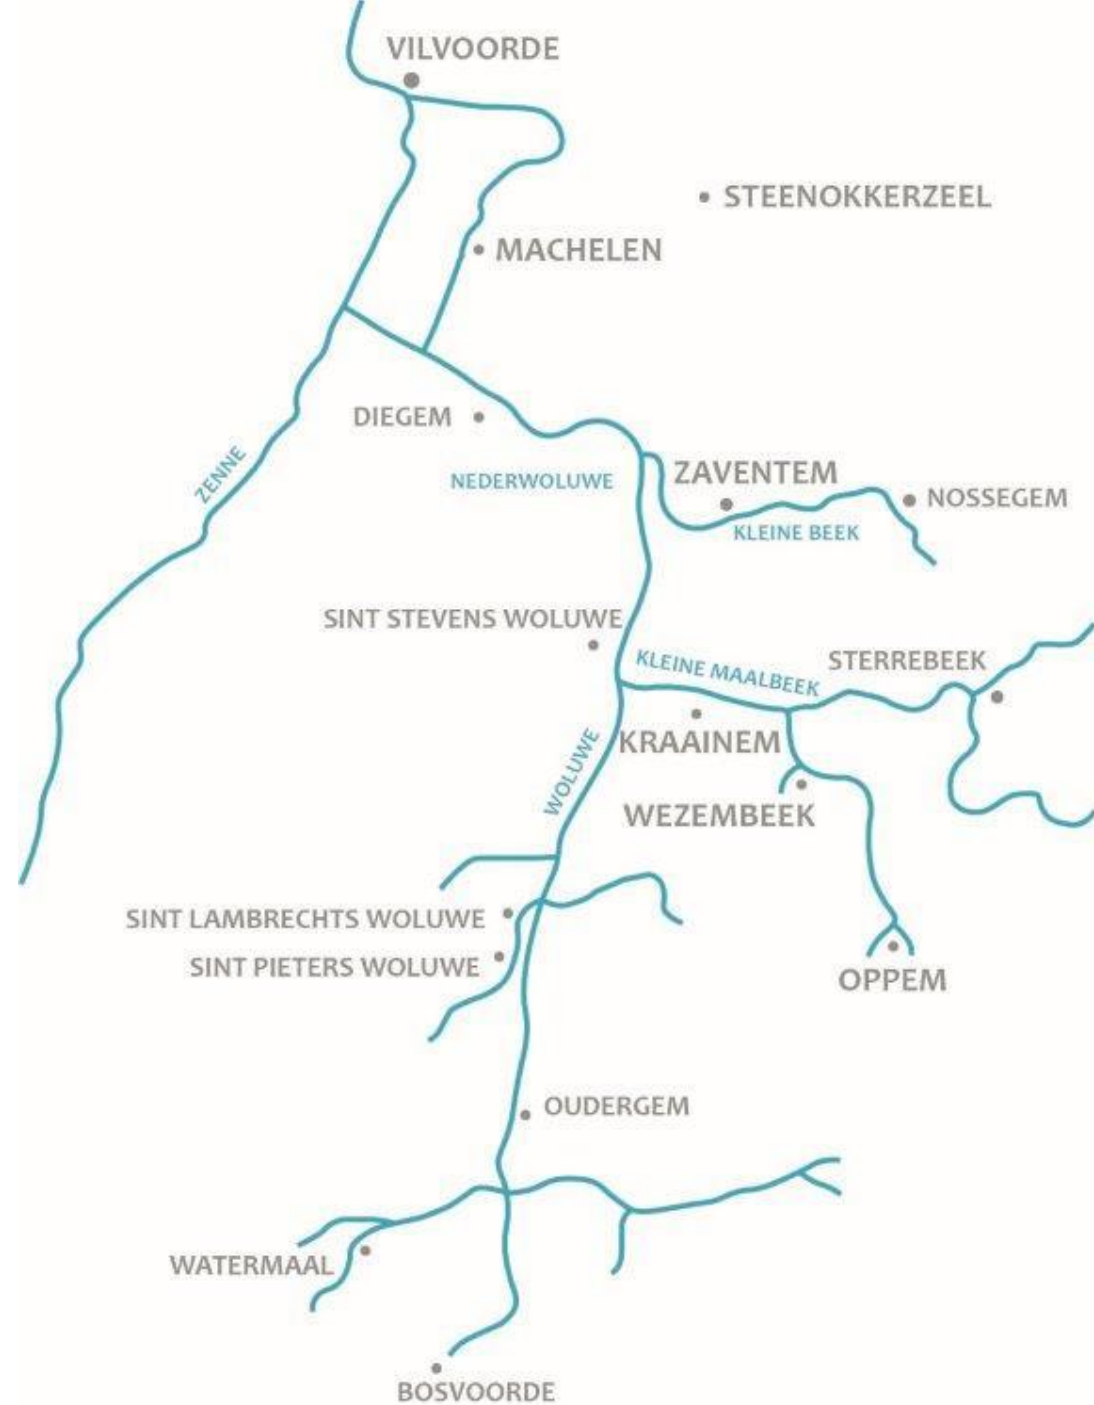 VILVOORDE
STEENOKKERZEEL
MACHELEN
DIEGEM
ZENNE
NEDERWOLUWE
ZAVENTEM
NOSSEGEM
KLEINE BEEK
SINT STEVENS WOLUWE
KLEINE MAALBEEK
STERREBEEK
KRAAINEM
WOLUWE
WEZEMBEEK
SINT LAMBRECHTS WOLUWE
SINT PIETERS WOLUWE
OPPEM
OUDERGEM
WATERMAAL
BOSVOORDE